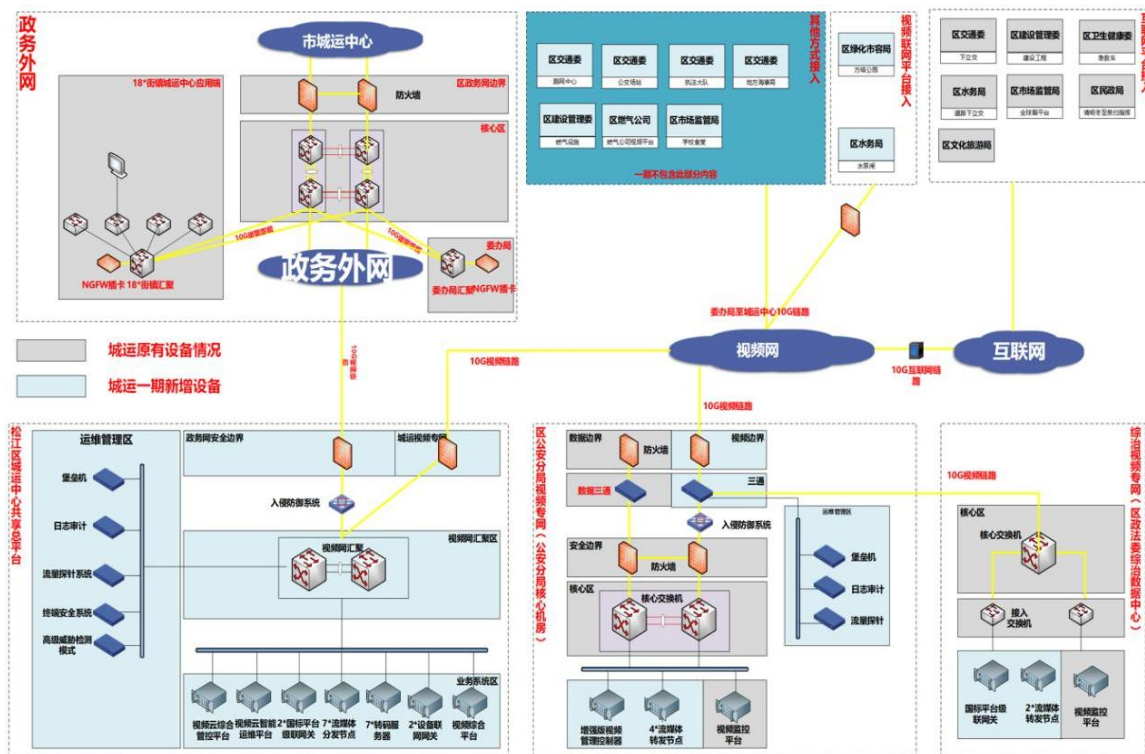 政务外网
市城运中心
18*街镇城运中心应用端
区政务网边界
防火墙
核心区
10G
10G
NGFW插卡
18*街镇汇聚
政务外网
委办局
委办局汇聚
NGFW插卡
其他方式接入
区交通委
路网中心
区交通委
公交场站
区交通委
执法大队
区交通委
地方海事局
区建设管理委
燃气设施
区燃气公司
燃气公司视频平台
区市场监管局
学校食堂
一期不包含此部分内容
视频联网平台接入
区绿化市容局
方塔公园
区水务局
水泵闸
互联网平台接入
区交通委
下立交
区建设管理委
建设工程
区卫生健康委
急救车
区水务局
道路下立交
区市场监管局
区民政局
区文化旅游局
委办局至城运中心10G链路
视频网
互联网
10G互联网链
路
城运原有设备情况
城运一期新增设备
10G视频链路
10G视频链路
松江区城运中心共享总平台
运维管理区
堡垒机
日志审计
流量探针系统
终端安全系统
高级威胁检测
模式
政务网安全边界
城运视频专网
入侵防御系统
视频网汇聚
视频网汇聚区
业务系统区
视频云综合
管控平台
视频云智能
运维平台
2*国标平台
级联网关
7*流媒体
分发节点
7*转码服
务器
2*设备联
网网关
视频综合
平台
区公安分局视频专网（公安分局核心机房）
数据边界
防火墙
视频边界
数据三通
三通
入侵防御系统
安全边界
防火墙
核心区
核心交换机
运维管理区
堡垒机
日志审计
流量探针
增强版视频
管理控制器
4*流媒体
转发节点
视频监控
平台
综治视频专网（区政法委综治数据中心）
10G视频链路
核心区
核心交换机
接入
交换机
国标平台级
联网关
2*流媒体
转发节点
视频监控
平台